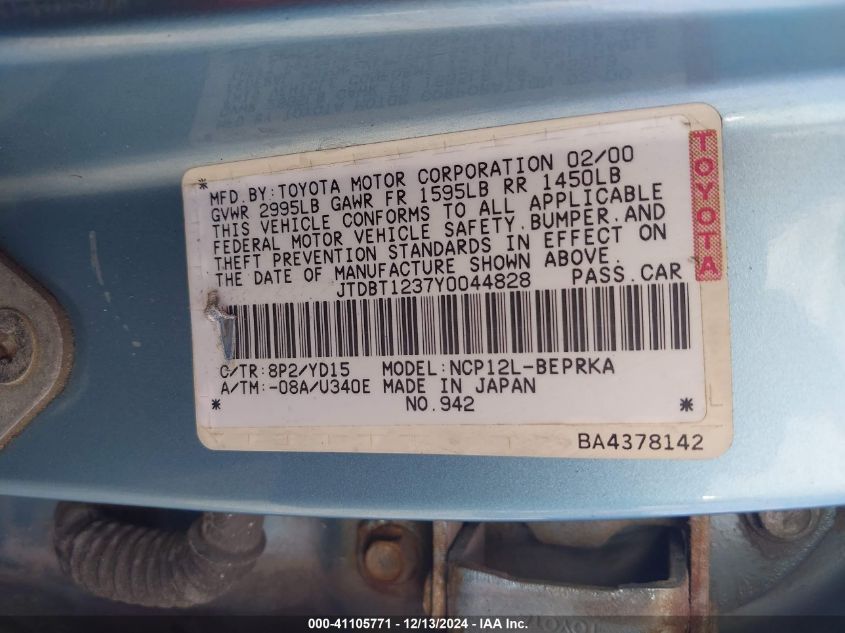 MFD.BY:TOYOTA MOTOR CORPORATION 02/00
GVWR 2995LB GAWR FR 1595LB RR 1450LB
THIS VEHICLE CONFORMS TO ALL APPLICABLE
FEDERAL MOTOR VEHICLE SAFETY,BUMPER,AND
THEFT PREVENTION STANDARDS IN EFFECT ON
THE DATE OF MANUFACTURE SHOWN ABOVE.
JTDBT1237Y0044828 PASS.CAR
TOYOTA
C/TR:8P2/YD15 MODEL:NCP12L-BEPRKA
A/TM:-08A/U340E MADE IN JAPAN
* NO.942 *
BA4378142
000-41105771 - 12/13/2024 - IAA Inc.